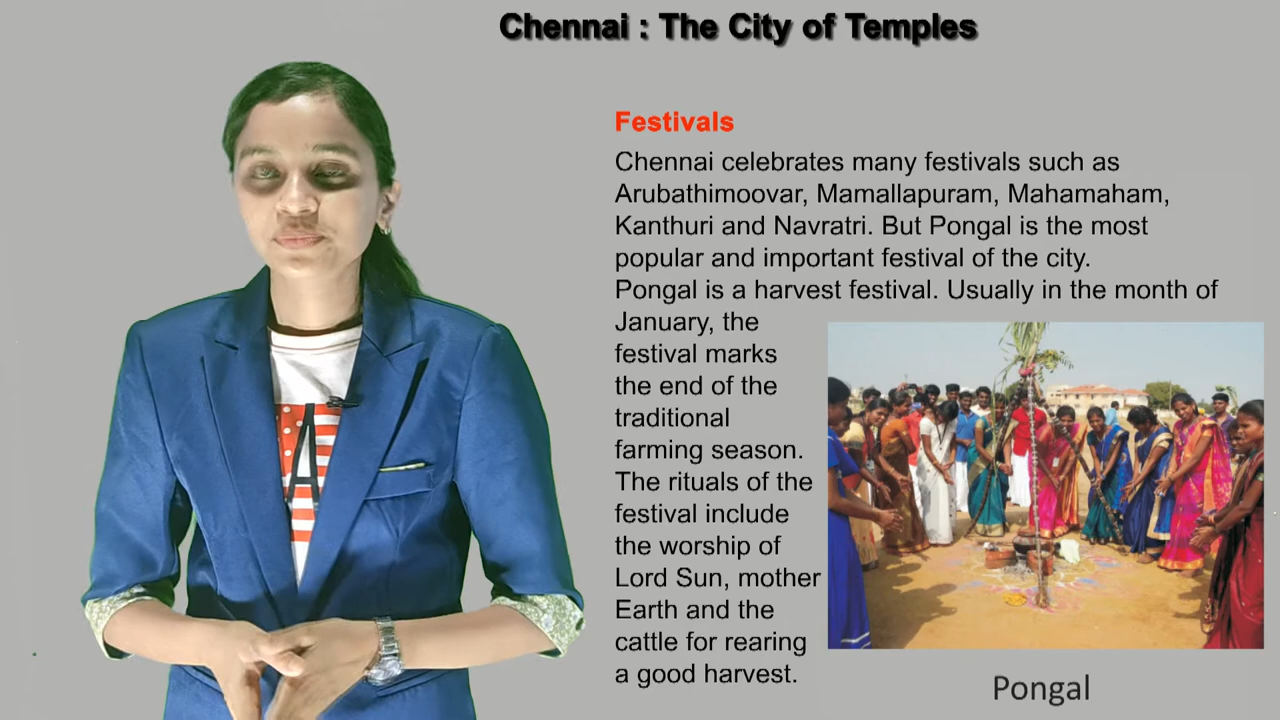 Chennai : The City of Temples
Festivals
Chennai celebrates many festivals such as
Arubathimoovar, Mamallapuram, Mahamaham,
Kanthuri and Navratri. But Pongal is the most
popular and important festival of the city.
Pongal is a harvest festival. Usually in the month of
January, the
festival marks
the end of the
traditional
farming season.
The rituals of the
festival include
the worship of
Lord Sun, mother
Earth and the
cattle for rearing
a good harvest.
Pongal
A